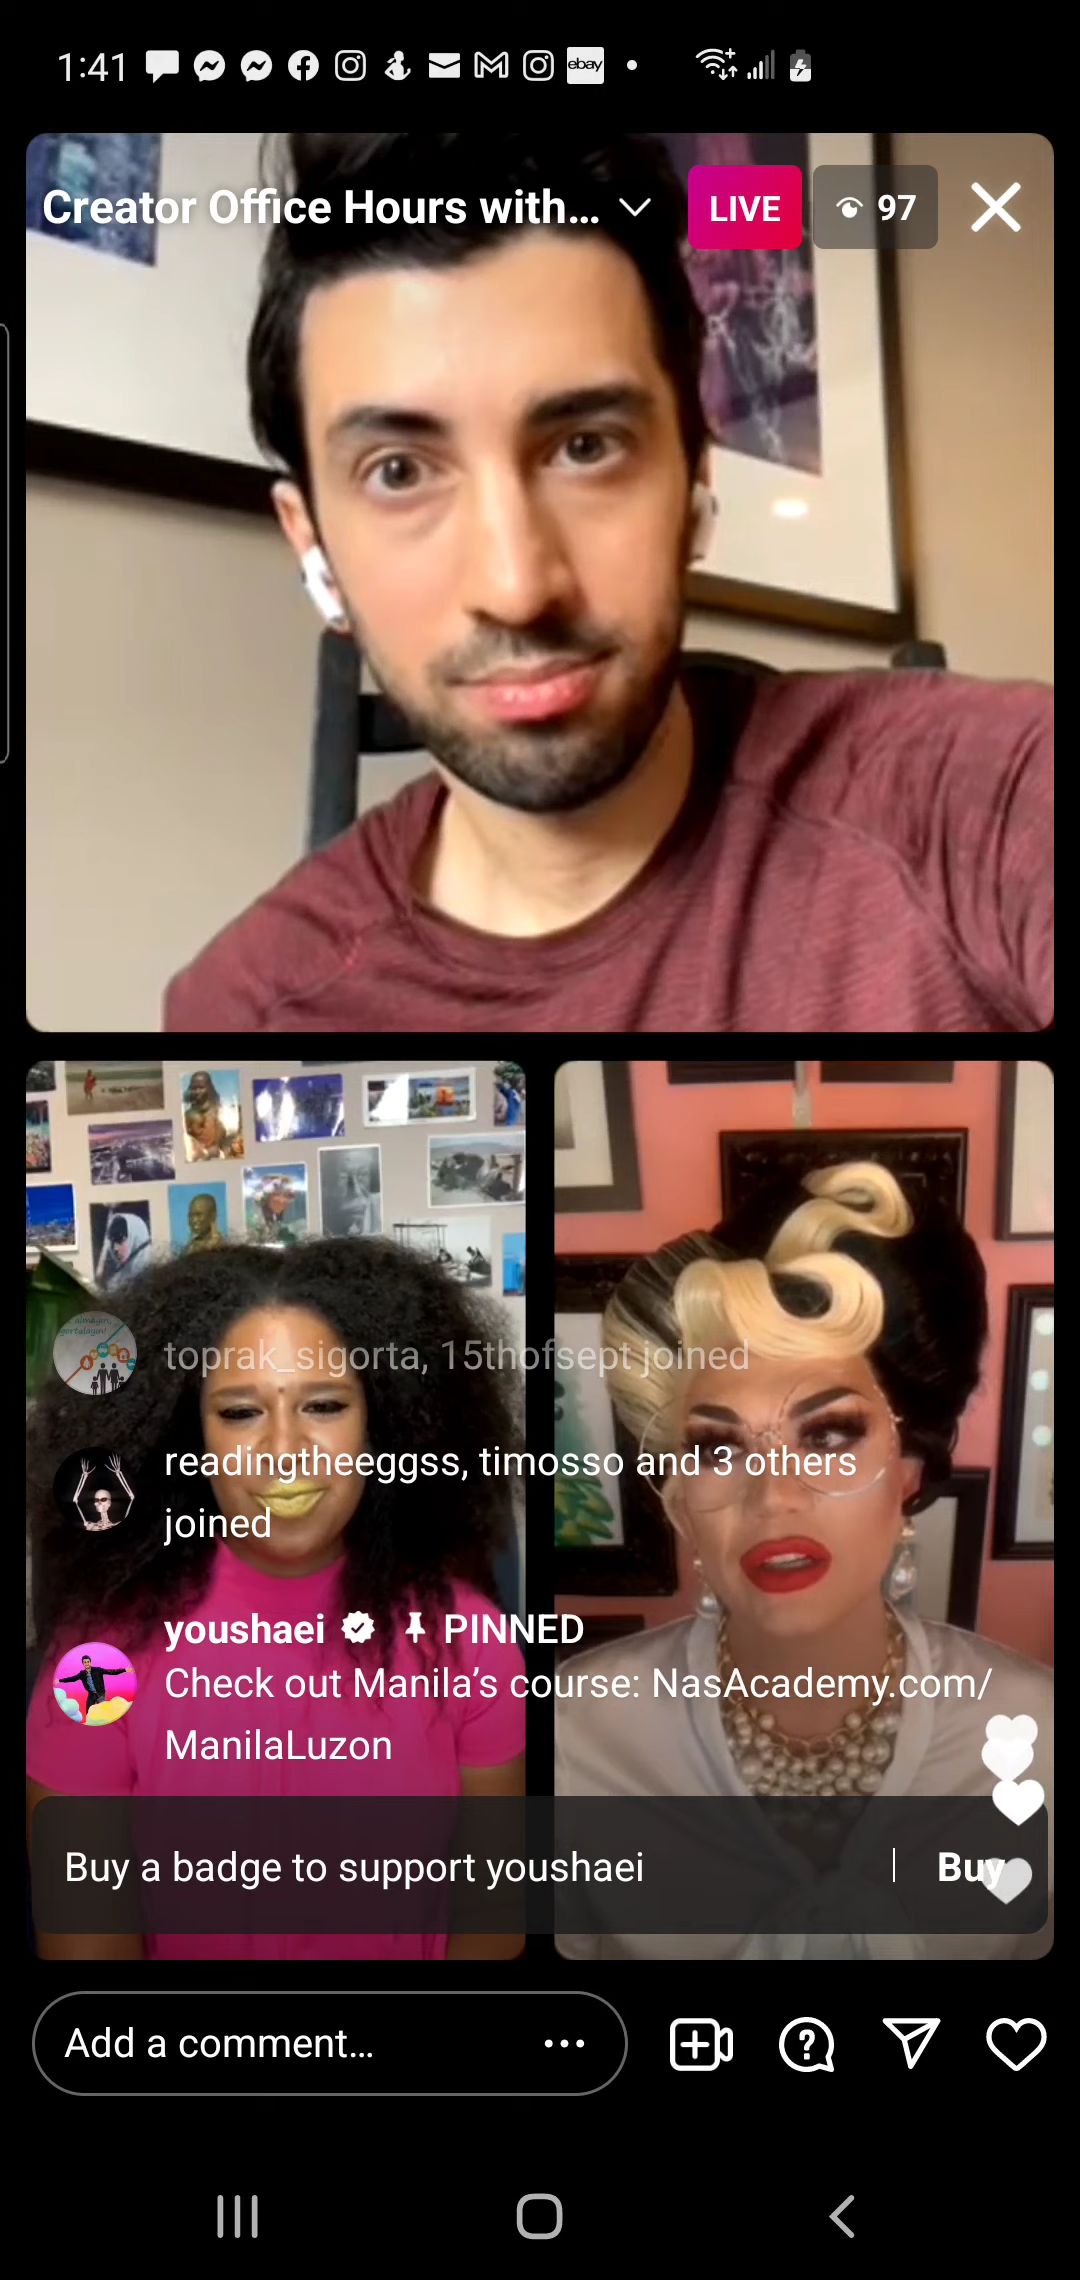 1:41
ebay
Creator Office Hours with...
LIVE
97
toprak_sigorta, 15thofsept joined
readingtheeggss, timosso and 3 others
joined
youshaei PINNED
Check out Manila's course: NasAcademy.com/
ManilaLuzon
Buy a badge to support youshaei | Buy
Add a comment...